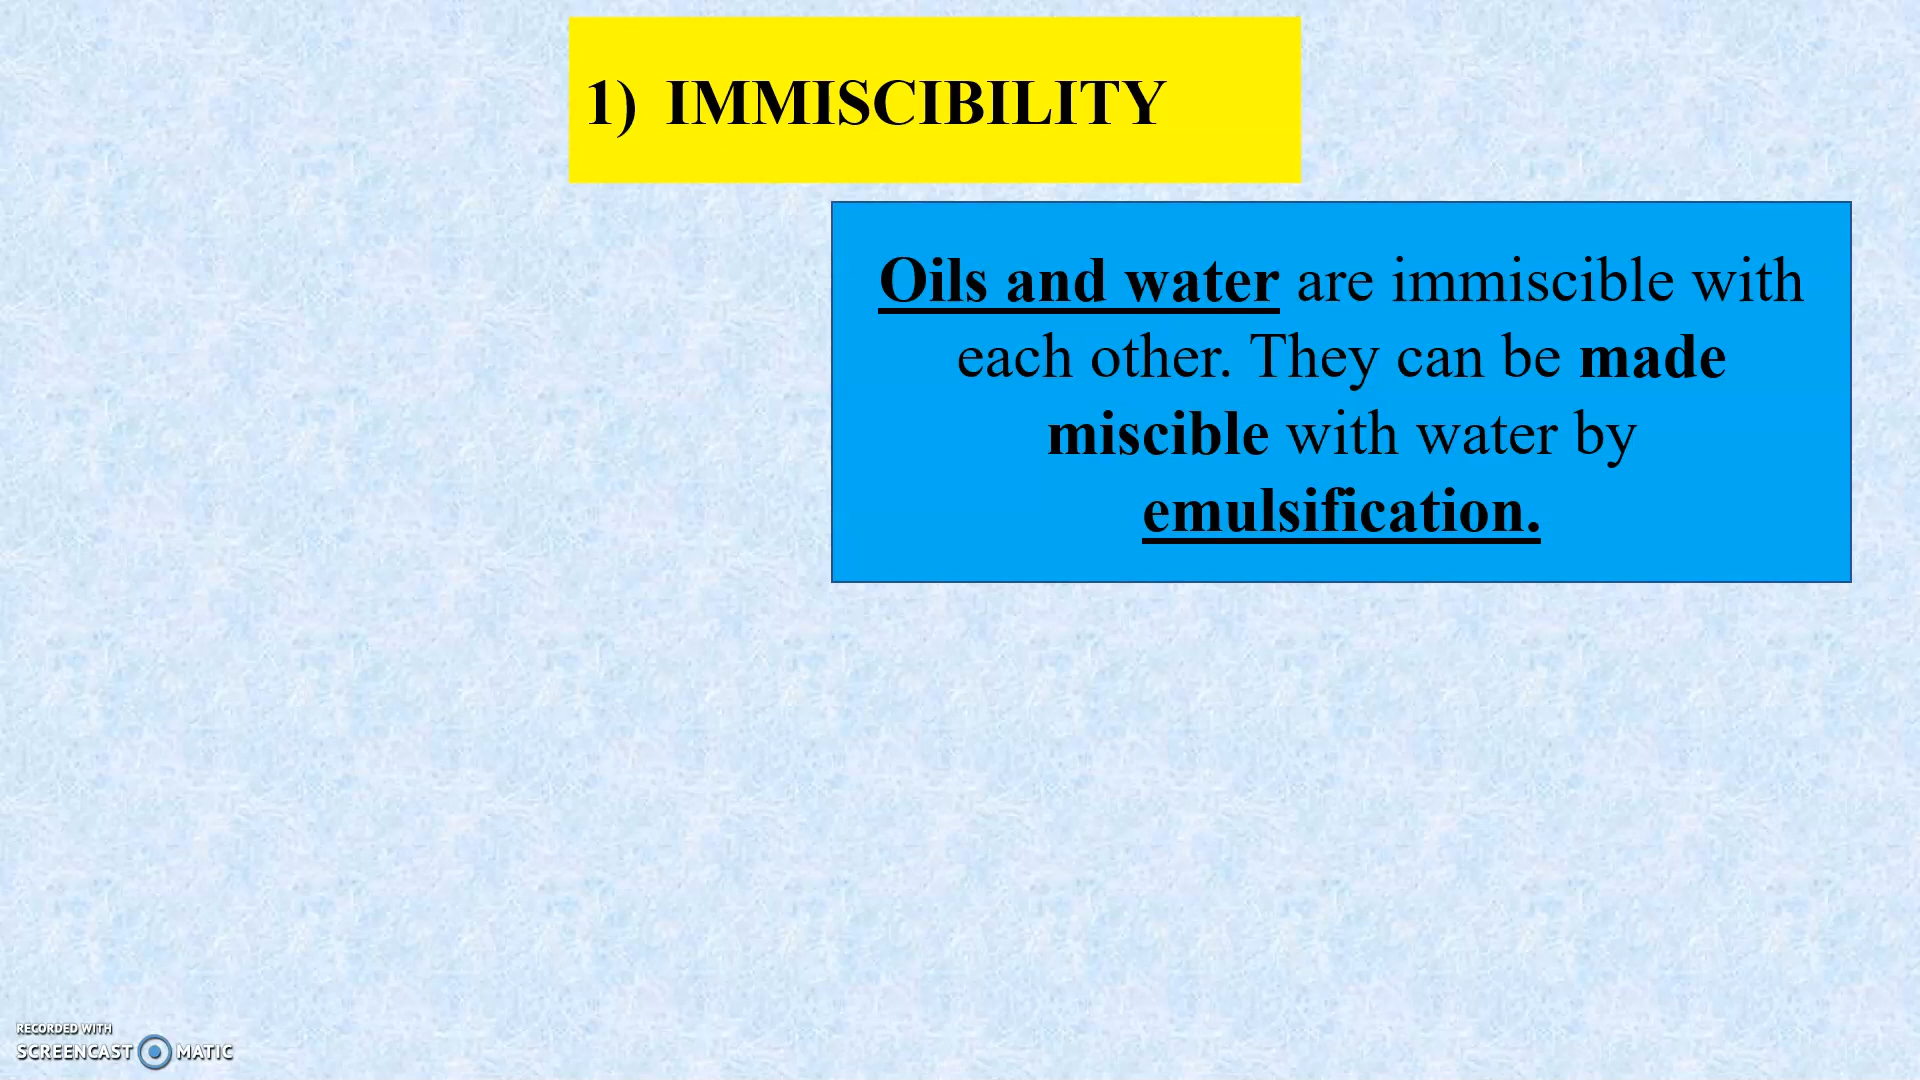 1) IMMISCIBILITY
Oils and water are immiscible with
each other. They can be made
miscible with water by
emulsification.
RECORDED WITH
SCREENCAST MATIC